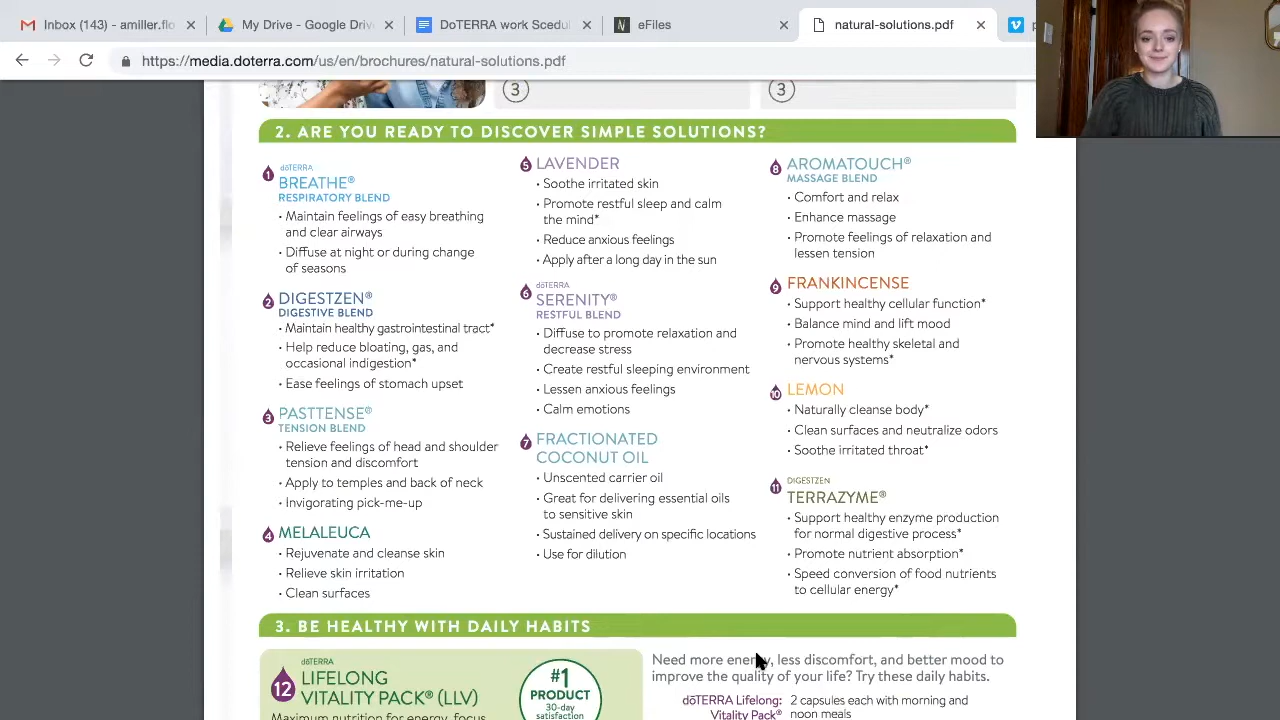 Inbox (143) - amiller.flo
My Drive - Google Drive
DoTERRA work Scedul
eFiles
natural-solutions.pdf
https://media.doterra.com/us/en/brochures/natural-solutions.pdf
3
3
2. ARE YOU READY TO DISCOVER SIMPLE SOLUTIONS?
1
dōTERRA
BREATHE®
RESPIRATORY BLEND
· Maintain feelings of easy breathing
and clear airways
· Diffuse at night or during change
of seasons
2
DIGESTZEN®
DIGESTIVE BLEND
· Maintain healthy gastrointestinal tract*
· Help reduce bloating, gas, and
occasional indigestion*
· Ease feelings of stomach upset
3
PASTTENSE®
TENSION BLEND
· Relieve feelings of head and shoulder
tension and discomfort
· Apply to temples and back of neck
· Invigorating pick-me-up
4
MELALEUCA
· Rejuvenate and cleanse skin
· Relieve skin irritation
· Clean surfaces
5
LAVENDER
· Soothe irritated skin
· Promote restful sleep and calm
the mind*
· Reduce anxious feelings
· Apply after a long day in the sun
6
dōTERRA
SERENITY®
RESTFUL BLEND
· Diffuse to promote relaxation and
decrease stress
· Create restful sleeping environment
· Lessen anxious feelings
· Calm emotions
7
FRACTIONATED
COCONUT OIL
· Unscented carrier oil
· Great for delivering essential oils
to sensitive skin
· Sustained delivery on specific locations
· Use for dilution
8
AROMATOUCH®
MASSAGE BLEND
· Comfort and relax
· Enhance massage
· Promote feelings of relaxation and
lessen tension
9
FRANKINCENSE
· Support healthy cellular function*
· Balance mind and lift mood
· Promote healthy skeletal and
nervous systems*
10
LEMON
· Naturally cleanse body*
· Clean surfaces and neutralize odors
· Soothe irritated throat*
11
DIGESTZEN
TERRAZYME®
· Support healthy enzyme production
for normal digestive process*
· Promote nutrient absorption*
· Speed conversion of food nutrients
to cellular energy*
3. BE HEALTHY WITH DAILY HABITS
12
dōTERRA
LIFELONG
VITALITY PACK® (LLV)
Maximum nutrition for energy, focus
#1
PRODUCT
30-day
satisfaction
Need more energy, less discomfort, and better mood to
improve the quality of your life? Try these daily habits.
dōTERRA Lifelong:
Vitality Pack®
2 capsules each with morning and
noon meals